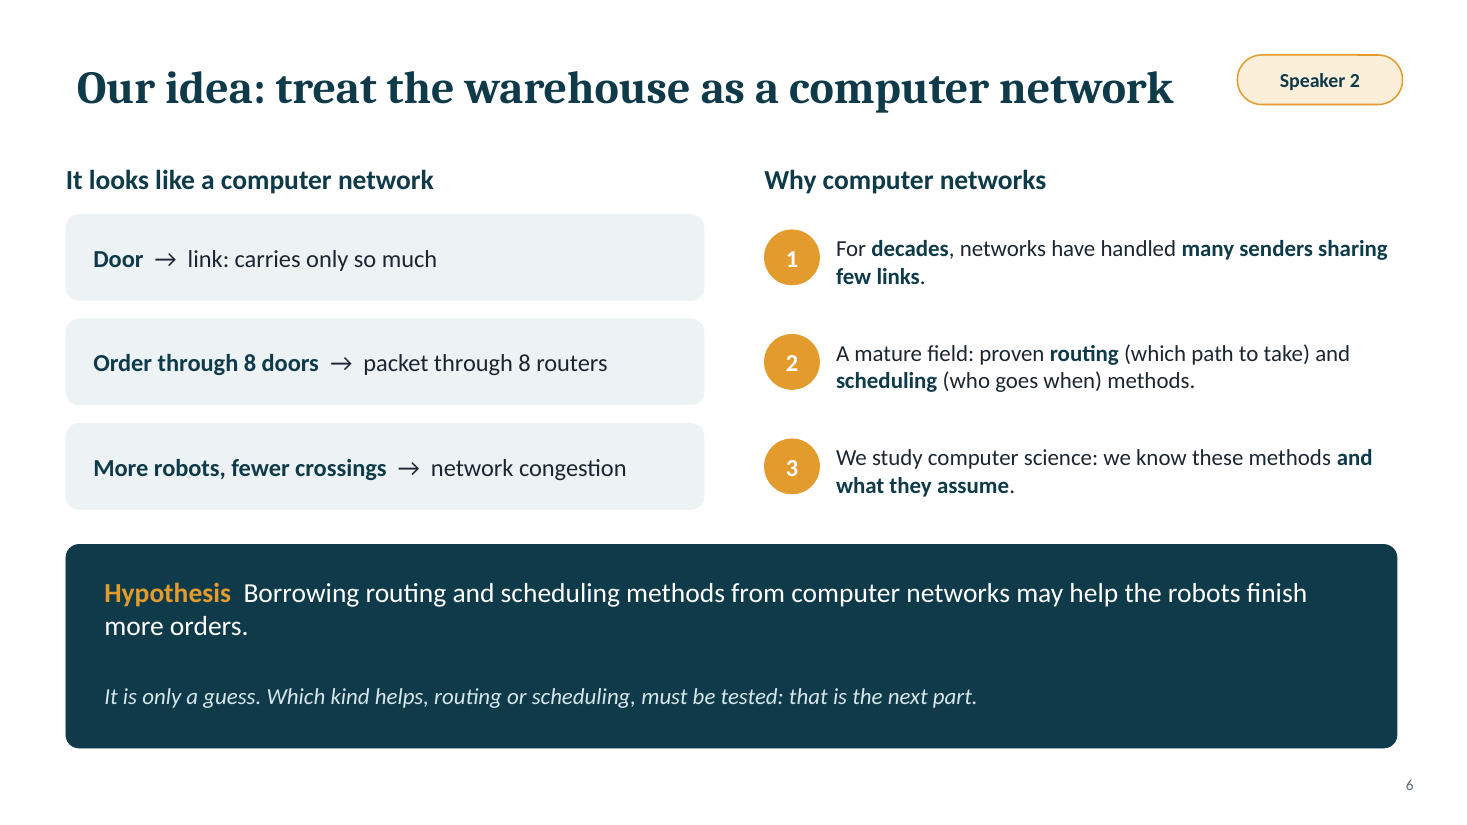 Our idea: treat the warehouse as a computer network
Speaker 2
It looks like a computer network
Door → link: carries only so much
Order through 8 doors → packet through 8 routers
More robots, fewer crossings → network congestion
Why computer networks
1
For decades, networks have handled many senders sharing
few links.
2
A mature field: proven routing (which path to take) and
scheduling (who goes when) methods.
3
We study computer science: we know these methods and
what they assume.
Hypothesis Borrowing routing and scheduling methods from computer networks may help the robots finish
more orders.
It is only a guess. Which kind helps, routing or scheduling, must be tested: that is the next part.
6